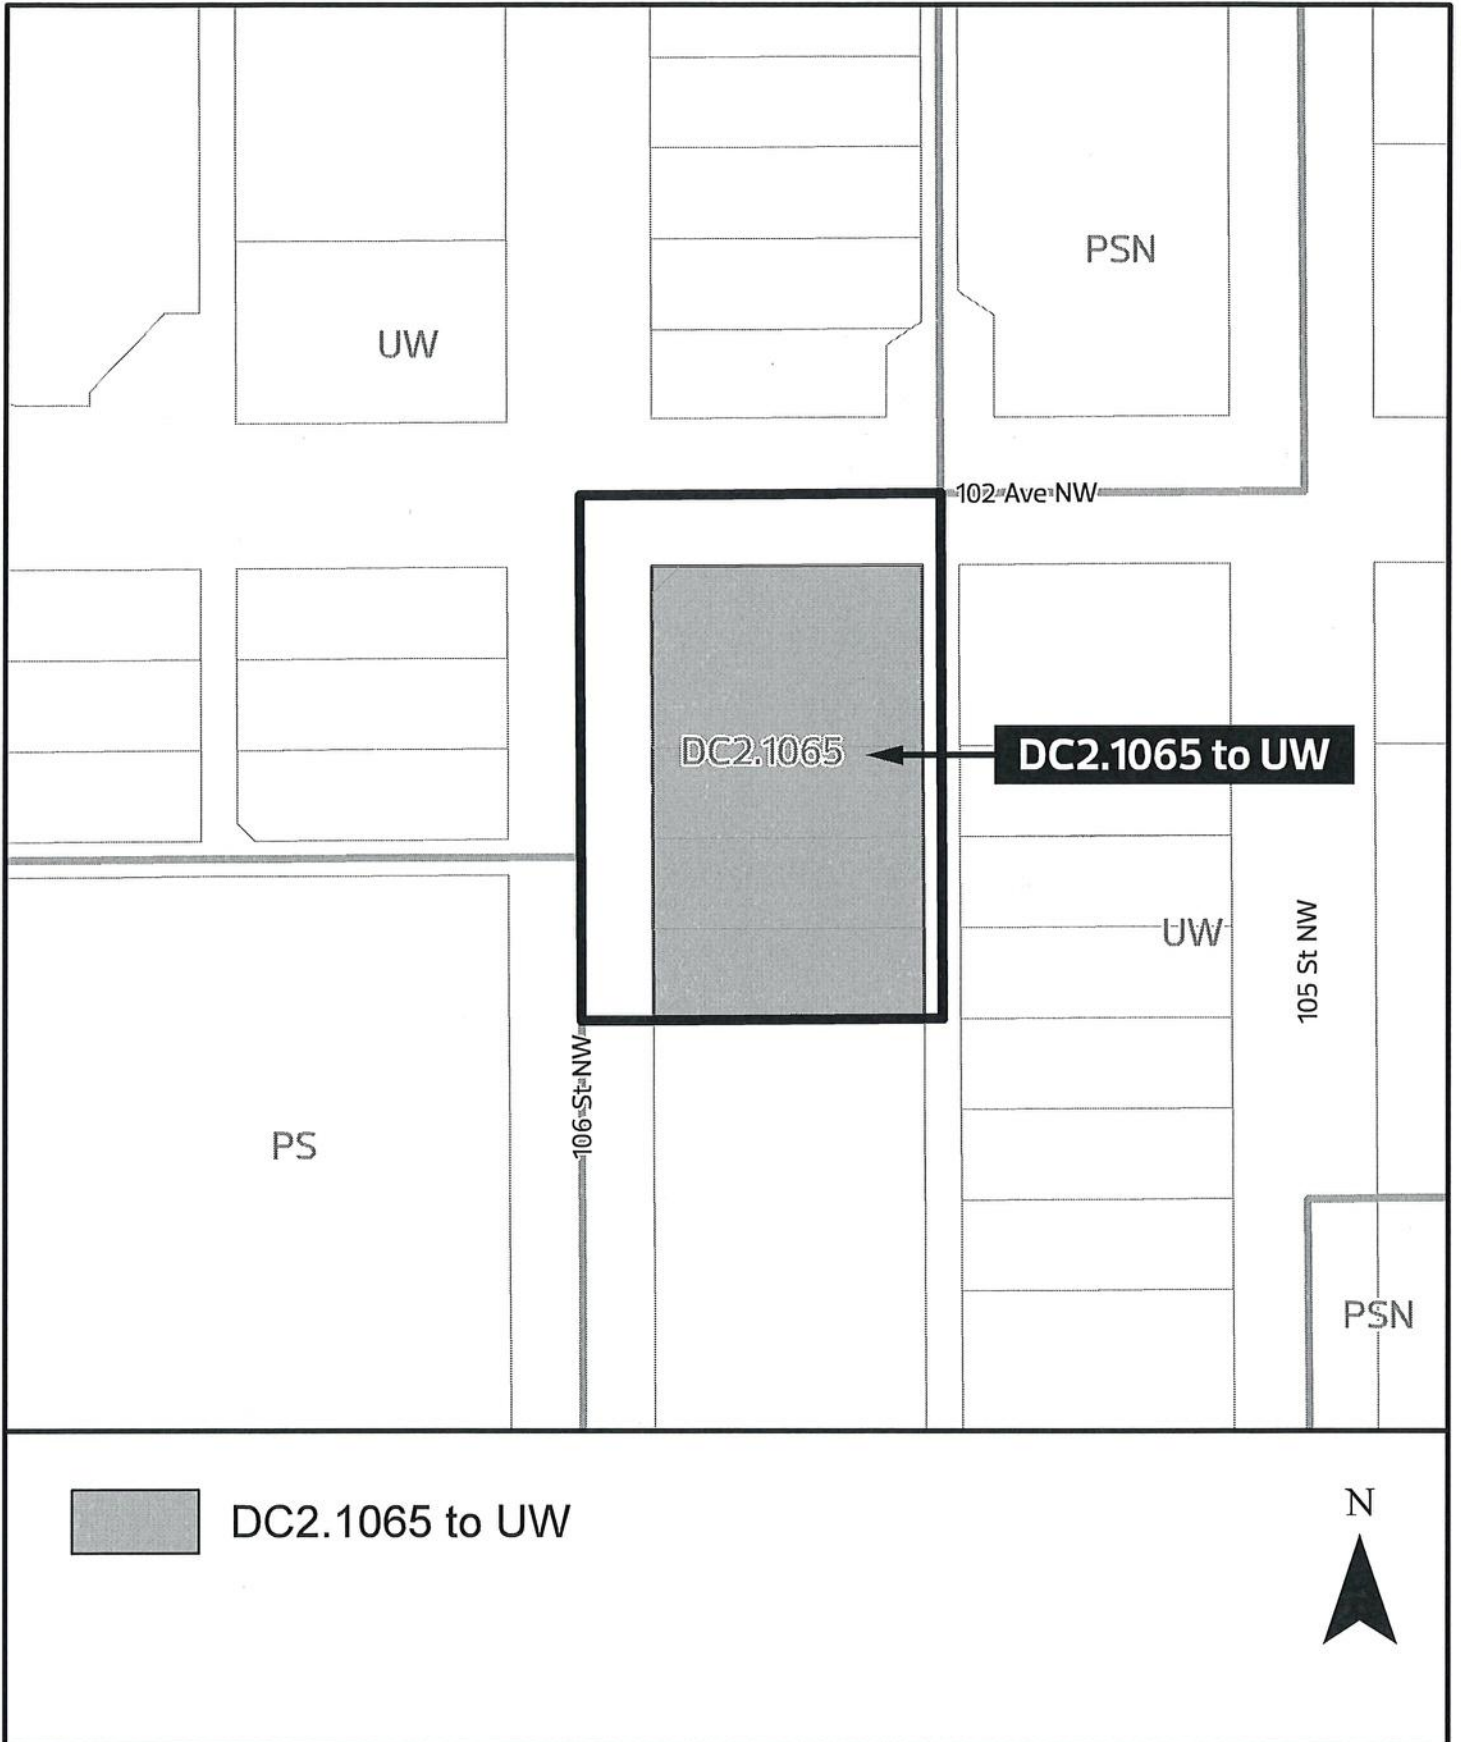 PSN
UW
102 Ave NW
DC2.1065
DC2.1065 to UW
UW
105 St NW
106 St NW
PS
PSN
DC2.1065 to UW
N